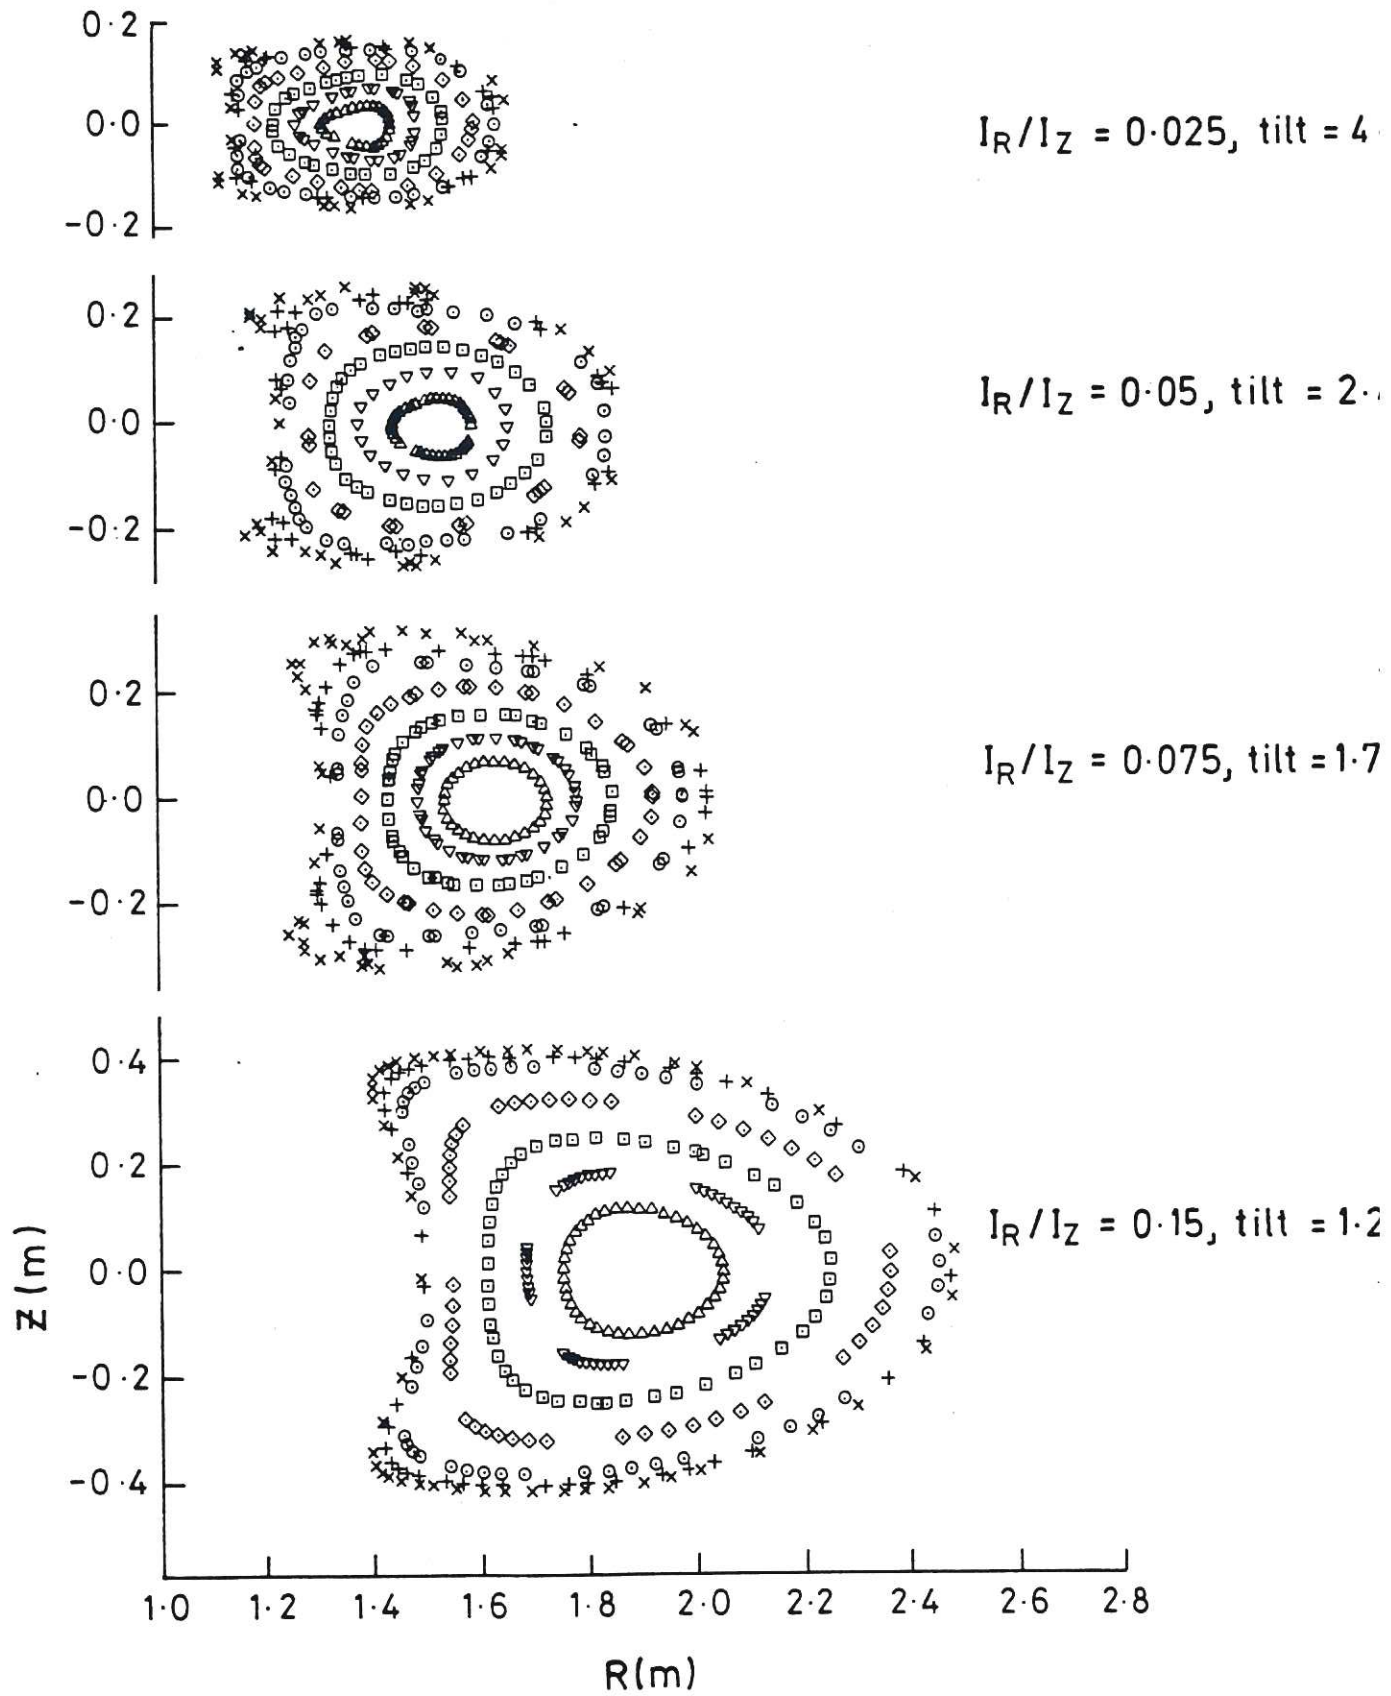 0·2
0·0
-0·2
I_R/I_Z = 0·025, tilt = 4
0·2
0·0
-0·2
I_R/I_Z = 0·05, tilt = 2·
0·2
0·0
-0·2
I_R/I_Z = 0·075, tilt = 1·7
0·4
0·2
0·0
-0·2
-0·4
I_R/I_Z = 0·15, tilt = 1·2
Z (m)
1·0 1·2 1·4 1·6 1·8 2·0 2·2 2·4 2·6 2·8
R(m)